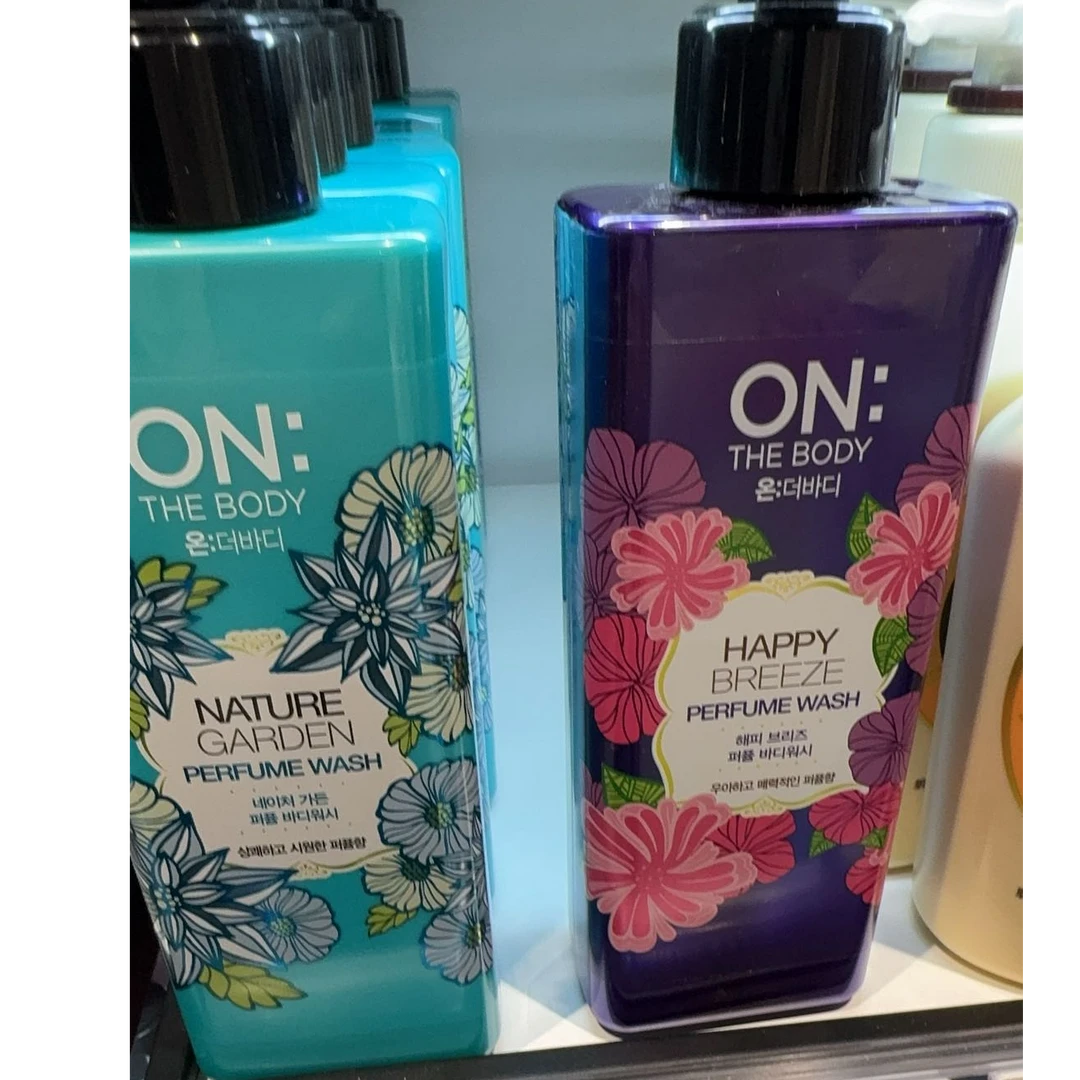 ON:
THE BODY
온:더바디
NATURE
GARDEN
PERFUME WASH
네이처 가든
퍼퓸 바디워시
상쾌하고 시원한 퍼퓸향
ON:
THE BODY
온:더바디
HAPPY
BREEZE
PERFUME WASH
해피 브리즈
퍼퓸 바디워시
우아하고 매력적인 퍼퓸향